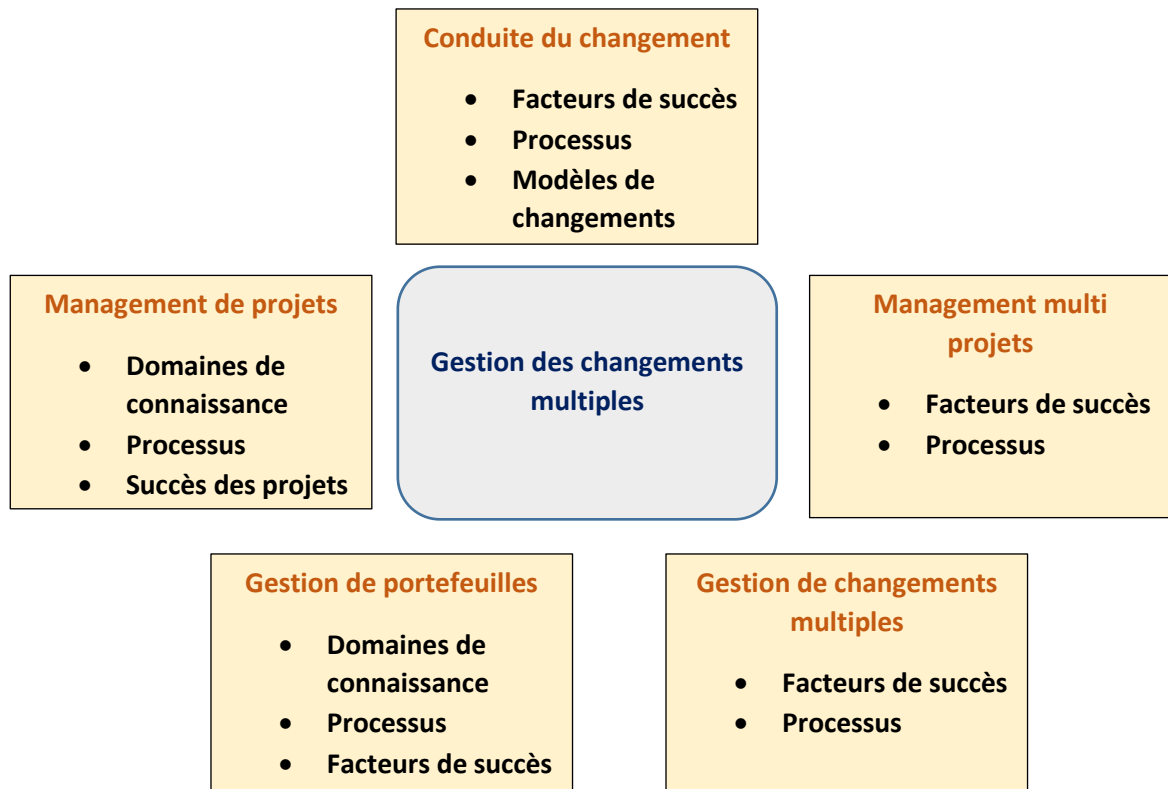 Conduite du changement
• Facteurs de succès
• Processus
• Modèles de
changements
Management de projets
• Domaines de
connaissance
• Processus
• Succès des projets
Gestion des changements
multiples
Management multi
projets
• Facteurs de succès
• Processus
Gestion de portefeuilles
• Domaines de
connaissance
• Processus
• Facteurs de succès
Gestion de changements
multiples
• Facteurs de succès
• Processus